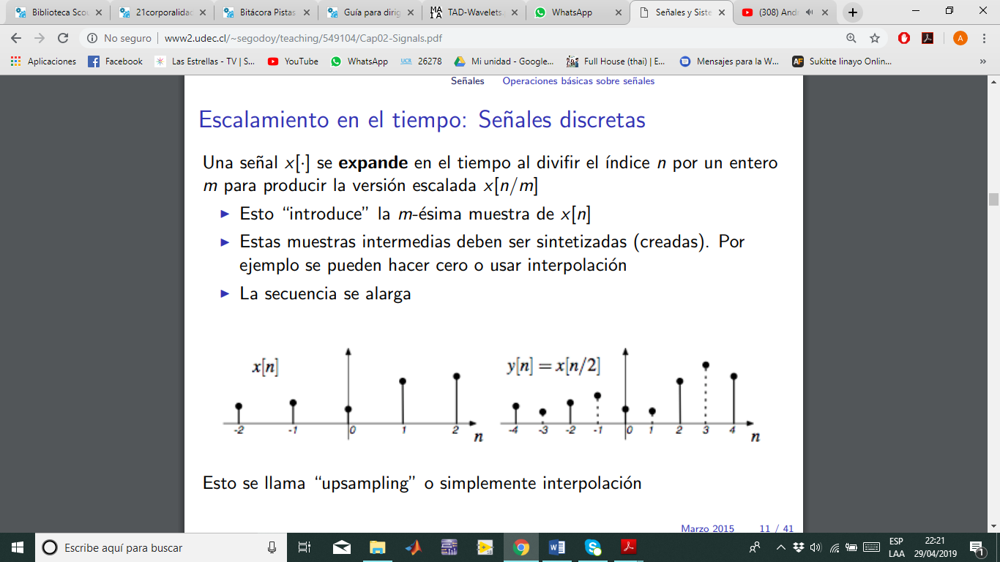 Biblioteca Scou
21corporalidad
Bitácora Pistas
Guía para dirig
TAD-Wavelets.
WhatsApp
Señales y Siste
(308) Andr
No seguro
www2.udec.cl/~segodoy/teaching/549104/Cap02-Signals.pdf
A
Aplicaciones
Facebook
Las Estrellas - TV | S...
YouTube
WhatsApp
UCR 26278
Mi unidad - Google...
Full House (thai) | E...
Mensajes para la W...
AF Sukitte Iinayo Onlin...
»
Señales Operaciones básicas sobre señales
Escalamiento en el tiempo: Señales discretas
Una señal x[·] se expande en el tiempo al divifir el índice n por un entero
m para producir la versión escalada x[n/m]
Esto “introduce” la m-ésima muestra de x[n]
Estas muestras intermedias deben ser sintetizadas (creadas). Por
ejemplo se pueden hacer cero o usar interpolación
La secuencia se alarga
x[n]
-2 -1 0 1 2 n
y[n] = x[n/2]
-4 -3 -2 -1 0 1 2 3 4 n
Esto se llama “upsampling” o simplemente interpolación
Marzo 2015 11 / 41
Escribe aquí para buscar
ESP
LAA
22:21
29/04/2019
1